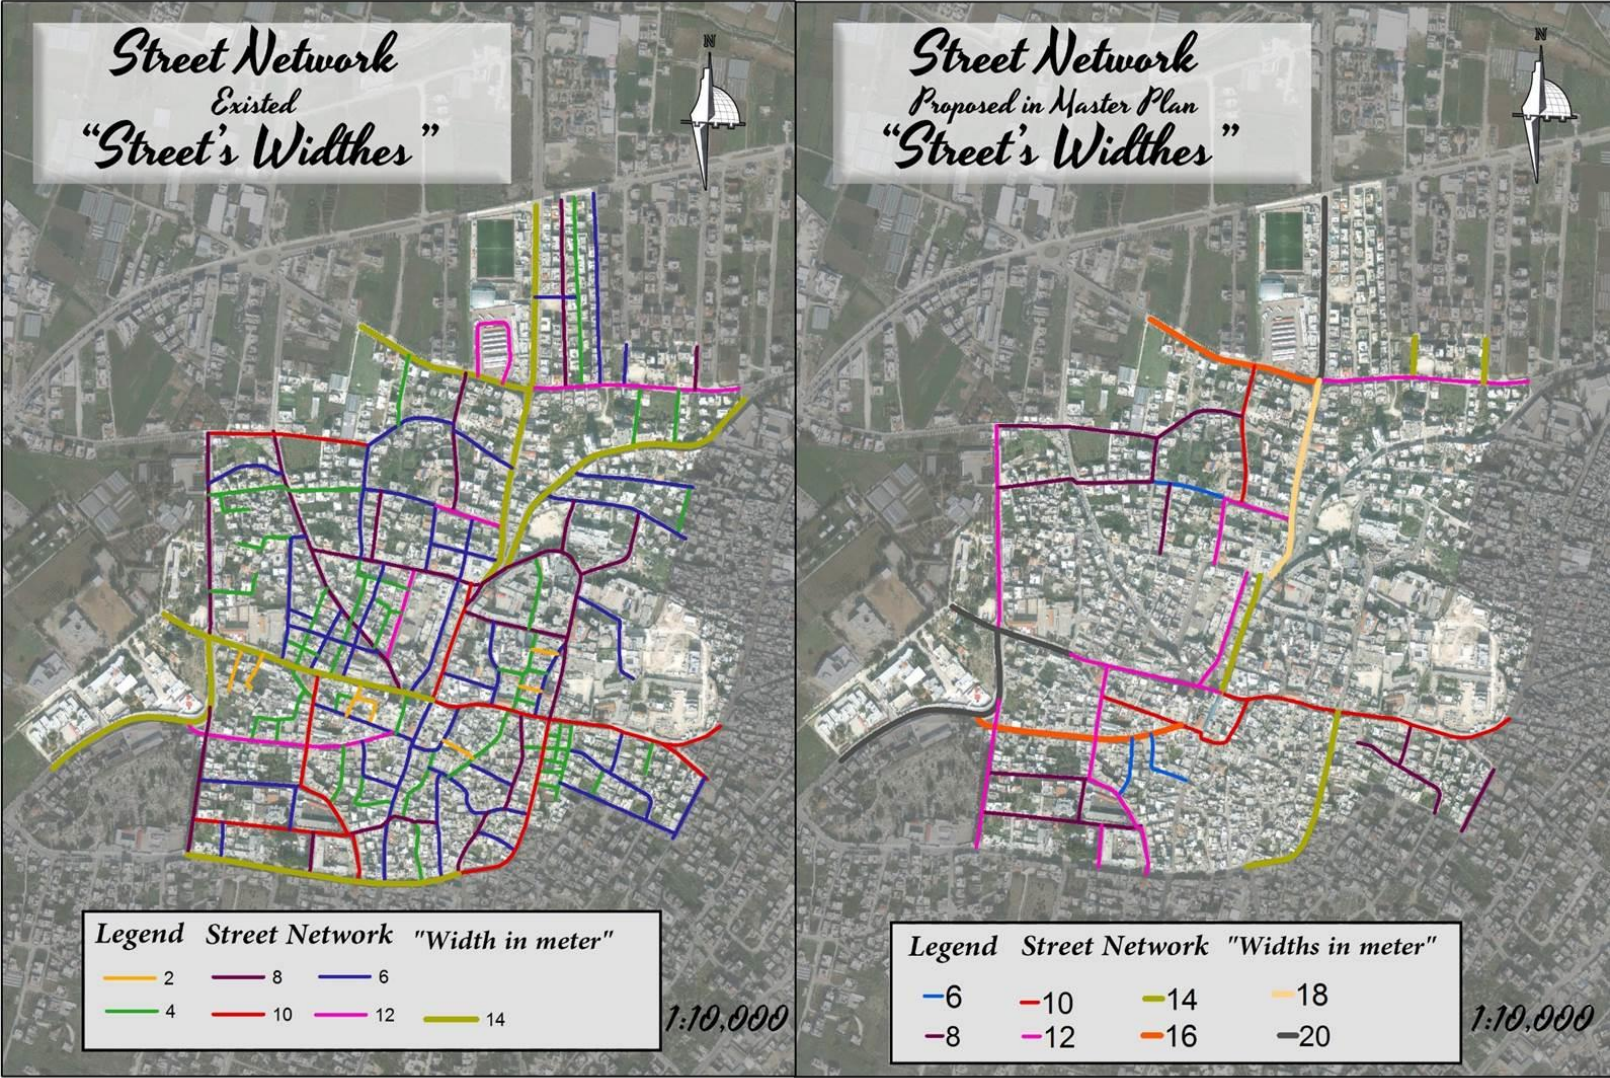 Street Network
Existed
"Street's Widthes"
N
Legend Street Network "Width in meter"
2 8 6
4 10 12 14
1:10,000
Street Network
Proposed in Master Plan
"Street's Widthes"
N
Legend Street Network "Widths in meter"
6 10 14 18
8 12 16 20
1:10,000